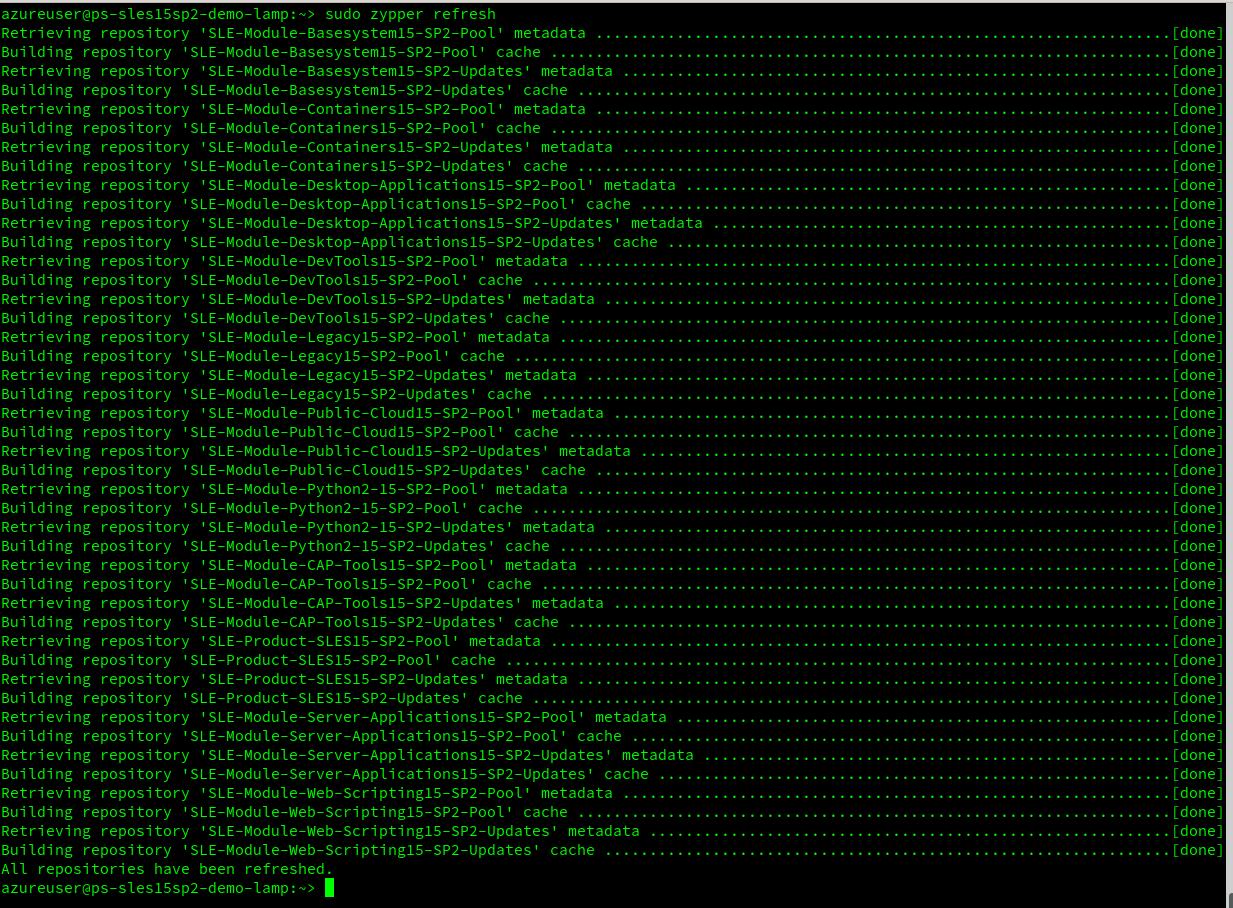 azureuser@ps-sles15sp2-demo-lamp:~> sudo zypper refresh
Retrieving repository 'SLE-Module-Basesystem15-SP2-Pool' metadata ................................................................[done]
Building repository 'SLE-Module-Basesystem15-SP2-Pool' cache .....................................................................[done]
Retrieving repository 'SLE-Module-Basesystem15-SP2-Updates' metadata .............................................................[done]
Building repository 'SLE-Module-Basesystem15-SP2-Updates' cache ..................................................................[done]
Retrieving repository 'SLE-Module-Containers15-SP2-Pool' metadata ................................................................[done]
Building repository 'SLE-Module-Containers15-SP2-Pool' cache .....................................................................[done]
Retrieving repository 'SLE-Module-Containers15-SP2-Updates' metadata .............................................................[done]
Building repository 'SLE-Module-Containers15-SP2-Updates' cache ..................................................................[done]
Retrieving repository 'SLE-Module-Desktop-Applications15-SP2-Pool' metadata ......................................................[done]
Building repository 'SLE-Module-Desktop-Applications15-SP2-Pool' cache ...........................................................[done]
Retrieving repository 'SLE-Module-Desktop-Applications15-SP2-Updates' metadata ...................................................[done]
Building repository 'SLE-Module-Desktop-Applications15-SP2-Updates' cache ........................................................[done]
Retrieving repository 'SLE-Module-DevTools15-SP2-Pool' metadata ..................................................................[done]
Building repository 'SLE-Module-DevTools15-SP2-Pool' cache .......................................................................[done]
Retrieving repository 'SLE-Module-DevTools15-SP2-Updates' metadata ...............................................................[done]
Building repository 'SLE-Module-DevTools15-SP2-Updates' cache ....................................................................[done]
Retrieving repository 'SLE-Module-Legacy15-SP2-Pool' metadata ....................................................................[done]
Building repository 'SLE-Module-Legacy15-SP2-Pool' cache .........................................................................[done]
Retrieving repository 'SLE-Module-Legacy15-SP2-Updates' metadata .................................................................[done]
Building repository 'SLE-Module-Legacy15-SP2-Updates' cache ......................................................................[done]
Retrieving repository 'SLE-Module-Public-Cloud15-SP2-Pool' metadata ..............................................................[done]
Building repository 'SLE-Module-Public-Cloud15-SP2-Pool' cache ...................................................................[done]
Retrieving repository 'SLE-Module-Public-Cloud15-SP2-Updates' metadata ...........................................................[done]
Building repository 'SLE-Module-Public-Cloud15-SP2-Updates' cache ................................................................[done]
Retrieving repository 'SLE-Module-Python2-15-SP2-Pool' metadata ..................................................................[done]
Building repository 'SLE-Module-Python2-15-SP2-Pool' cache .......................................................................[done]
Retrieving repository 'SLE-Module-Python2-15-SP2-Updates' metadata ...............................................................[done]
Building repository 'SLE-Module-Python2-15-SP2-Updates' cache ....................................................................[done]
Retrieving repository 'SLE-Module-CAP-Tools15-SP2-Pool' metadata .................................................................[done]
Building repository 'SLE-Module-CAP-Tools15-SP2-Pool' cache ......................................................................[done]
Retrieving repository 'SLE-Module-CAP-Tools15-SP2-Updates' metadata ..............................................................[done]
Building repository 'SLE-Module-CAP-Tools15-SP2-Updates' cache ...................................................................[done]
Retrieving repository 'SLE-Product-SLES15-SP2-Pool' metadata .....................................................................[done]
Building repository 'SLE-Product-SLES15-SP2-Pool' cache ..........................................................................[done]
Retrieving repository 'SLE-Product-SLES15-SP2-Updates' metadata ..................................................................[done]
Building repository 'SLE-Product-SLES15-SP2-Updates' cache .......................................................................[done]
Retrieving repository 'SLE-Module-Server-Applications15-SP2-Pool' metadata .......................................................[done]
Building repository 'SLE-Module-Server-Applications15-SP2-Pool' cache ............................................................[done]
Retrieving repository 'SLE-Module-Server-Applications15-SP2-Updates' metadata ....................................................[done]
Building repository 'SLE-Module-Server-Applications15-SP2-Updates' cache .........................................................[done]
Retrieving repository 'SLE-Module-Web-Scripting15-SP2-Pool' metadata .............................................................[done]
Building repository 'SLE-Module-Web-Scripting15-SP2-Pool' cache ..................................................................[done]
Retrieving repository 'SLE-Module-Web-Scripting15-SP2-Updates' metadata ..........................................................[done]
Building repository 'SLE-Module-Web-Scripting15-SP2-Updates' cache ...............................................................[done]
All repositories have been refreshed.
azureuser@ps-sles15sp2-demo-lamp:~>